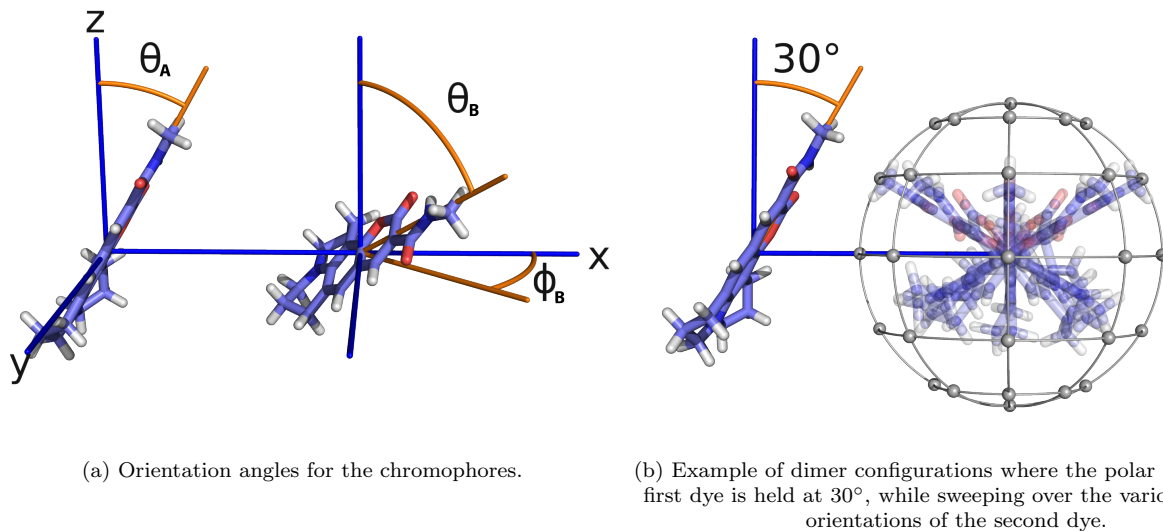 z
θA
θB
x
ϕB
y
30°
(a) Orientation angles for the chromophores.
(b) Example of dimer configurations where the polar
first dye is held at 30°, while sweeping over the vario
orientations of the second dye.